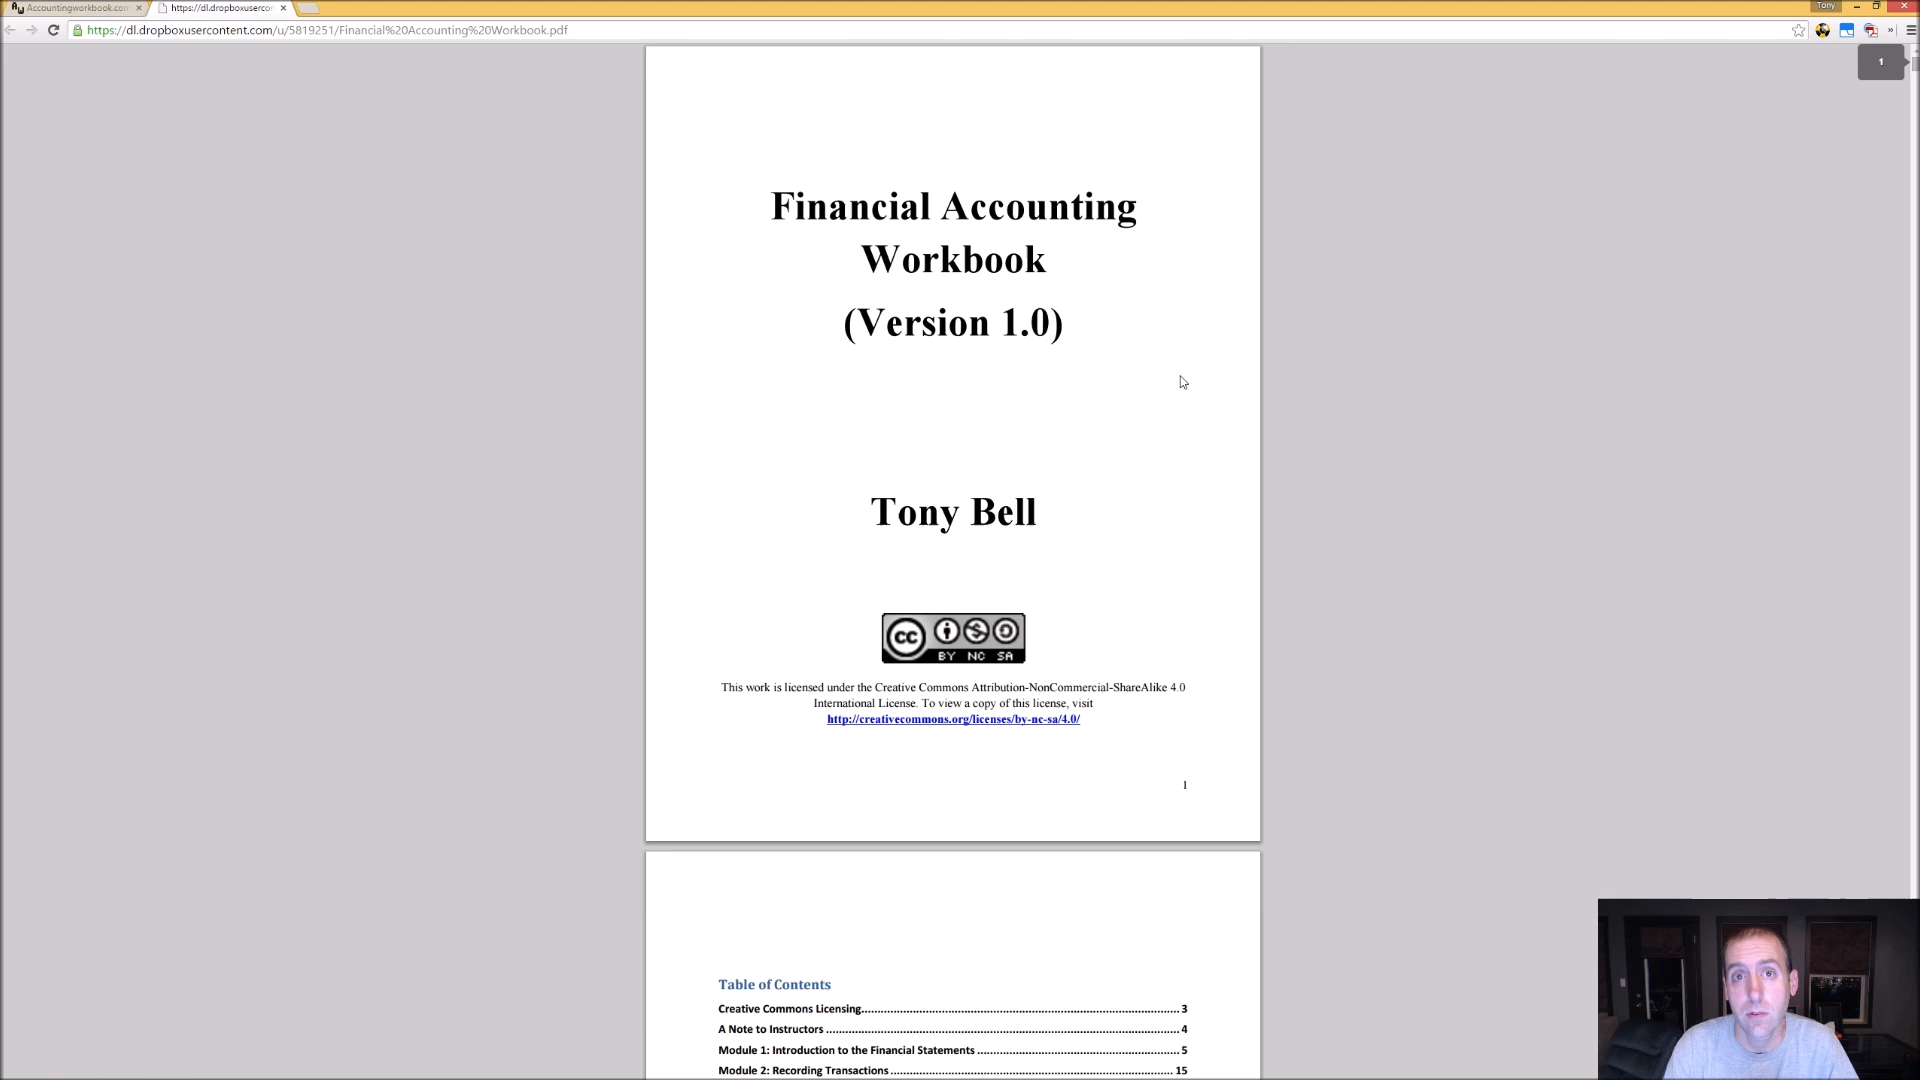 Accountingworkbook.com
https://dl.dropboxusercon
Tony
https://dl.dropboxusercontent.com/u/5819251/Financial%20Accounting%20Workbook.pdf
1
Financial Accounting
Workbook
(Version 1.0)
Tony Bell
CC BY NC SA
This work is licensed under the Creative Commons Attribution-NonCommercial-ShareAlike 4.0
International License. To view a copy of this license, visit
http://creativecommons.org/licenses/by-nc-sa/4.0/
1
Table of Contents
Creative Commons Licensing 3
A Note to Instructors 4
Module 1: Introduction to the Financial Statements 5
Module 2: Recording Transactions 15